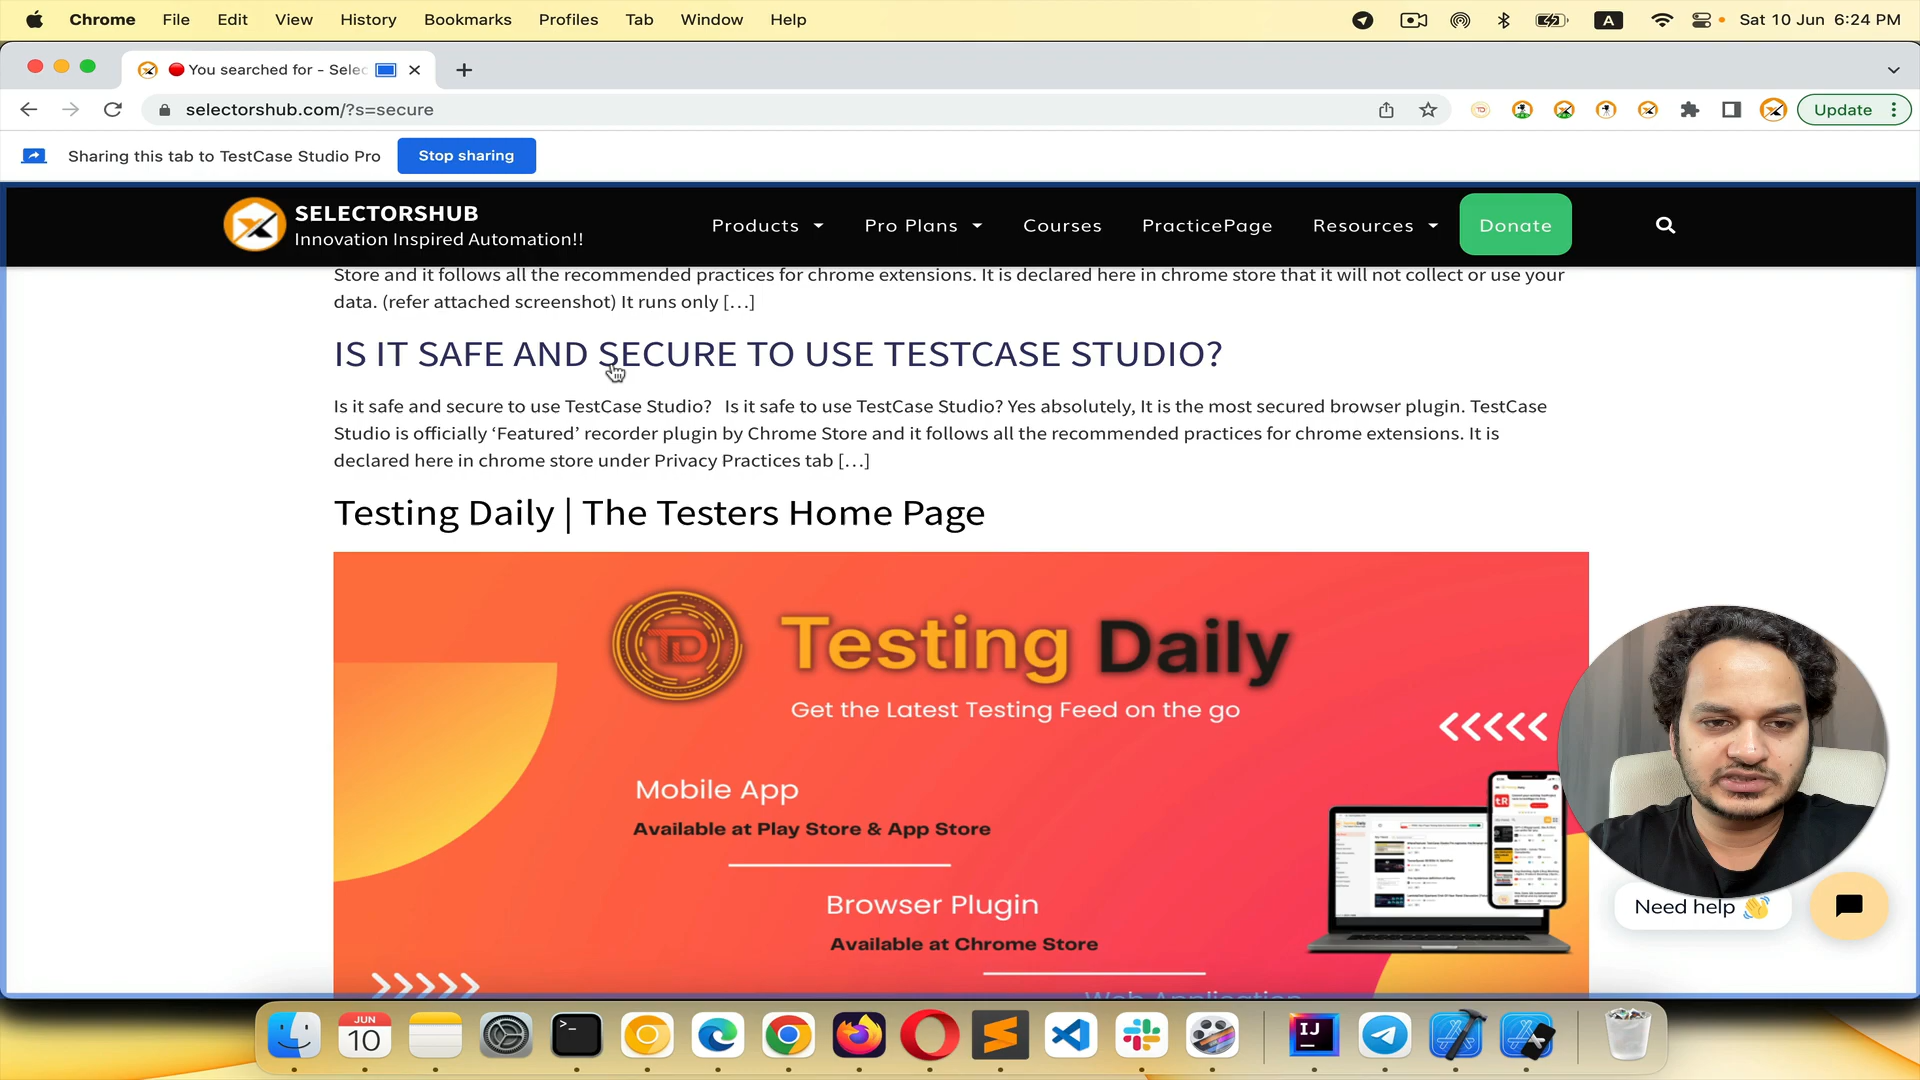 Chrome File Edit View History Bookmarks Profiles Tab Window Help A Sat 10 Jun 6:24 PM
You searched for - Selec
selectorshub.com/?s=secure
Update
Sharing this tab to TestCase Studio Pro Stop sharing
SELECTORSHUB
Innovation Inspired Automation!!
Products Pro Plans Courses PracticePage Resources Donate
Store and it follows all the recommended practices for chrome extensions. It is declared here in chrome store that it will not collect or use your
data. (refer attached screenshot) It runs only […]
IS IT SAFE AND SECURE TO USE TESTCASE STUDIO?
Is it safe and secure to use TestCase Studio? Is it safe to use TestCase Studio? Yes absolutely, It is the most secured browser plugin. TestCase
Studio is officially ‘Featured’ recorder plugin by Chrome Store and it follows all the recommended practices for chrome extensions. It is
declared here in chrome store under Privacy Practices tab […]
Testing Daily | The Testers Home Page
TD
Testing Daily
Get the Latest Testing Feed on the go
Mobile App
Available at Play Store & App Store
Browser Plugin
Available at Chrome Store
Web Application
Need help 👋
JUN
10
IJ